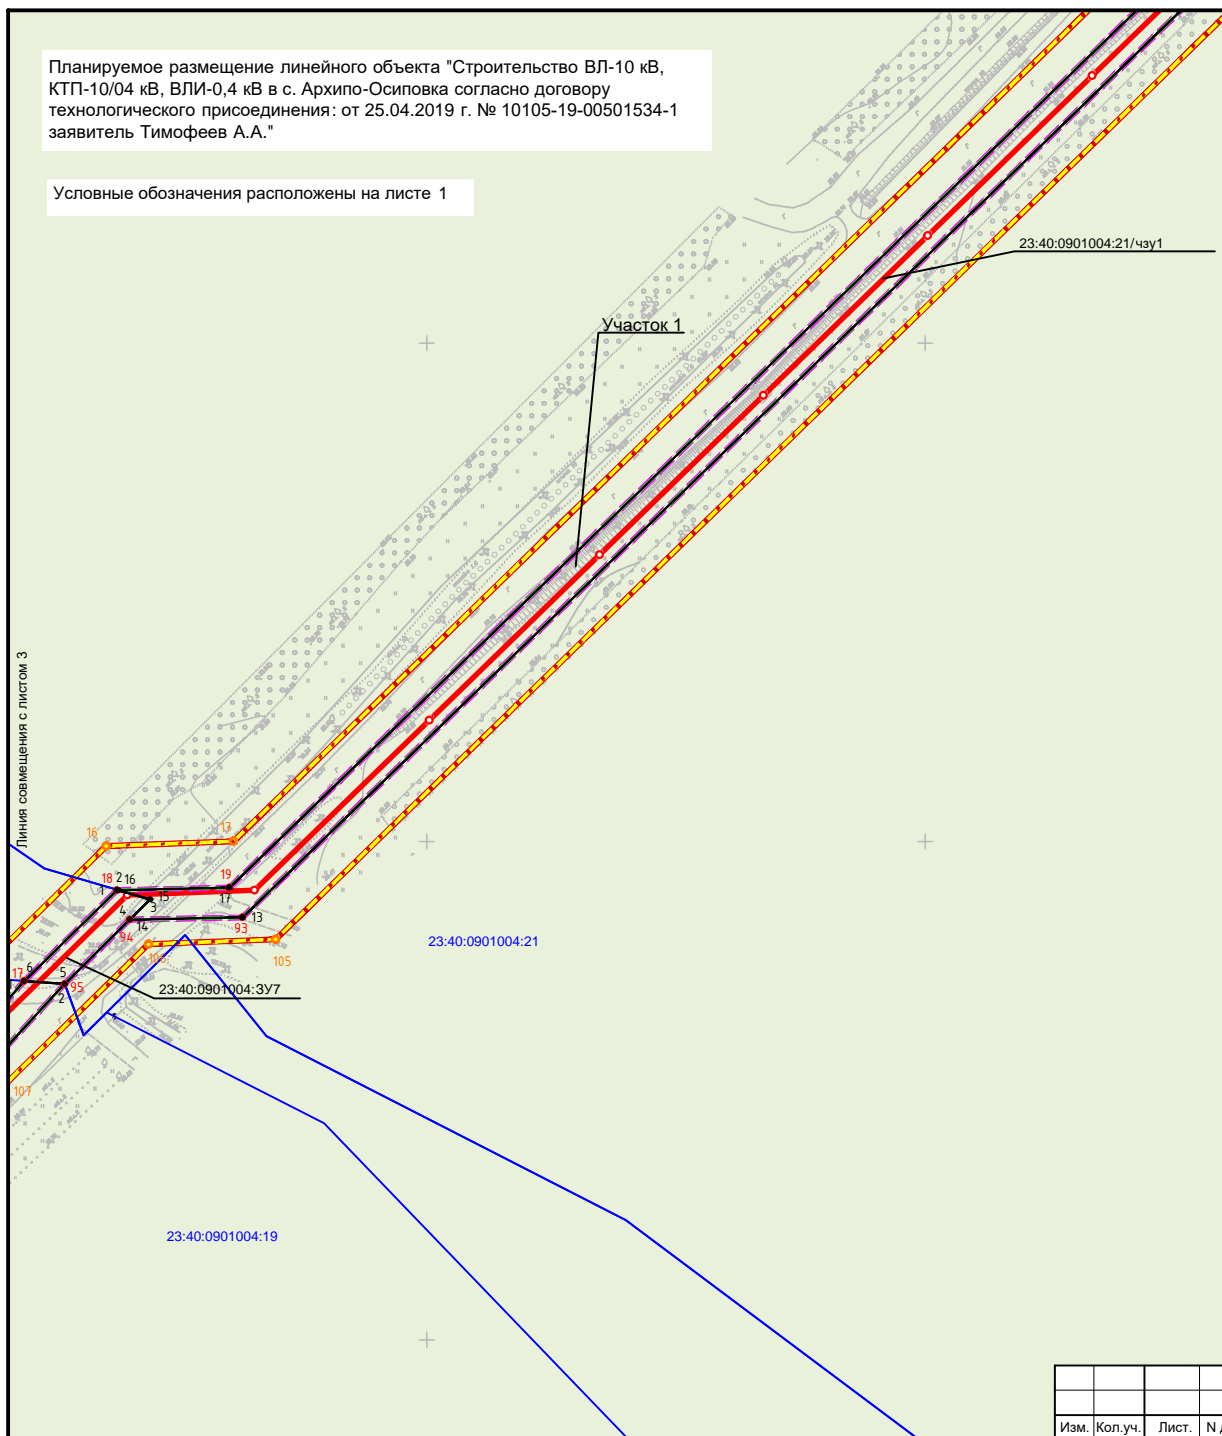 Планируемое размещение линейного объекта "Строительство ВЛ-10 кВ,
КТП-10/04 кВ, ВЛИ-0,4 кВ в с. Архипо-Осиповка согласно договору
технологического присоединения: от 25.04.2019 г. № 10105-19-00501534-1
заявитель Тимофеев А.А."
Условные обозначения расположены на листе 1
23:40:0901004:21/чзу1
Участок 1
Линия совмещения с листом 3
16
17
18
2
16
19
1
15
3
17
4
14
13
94
93
106
105
23:40:0901004:21
17
6
5
95
2
23:40:0901004:ЗУ7
107
23:40:0901004:19
Изм.
Кол.уч.
Лист.
N